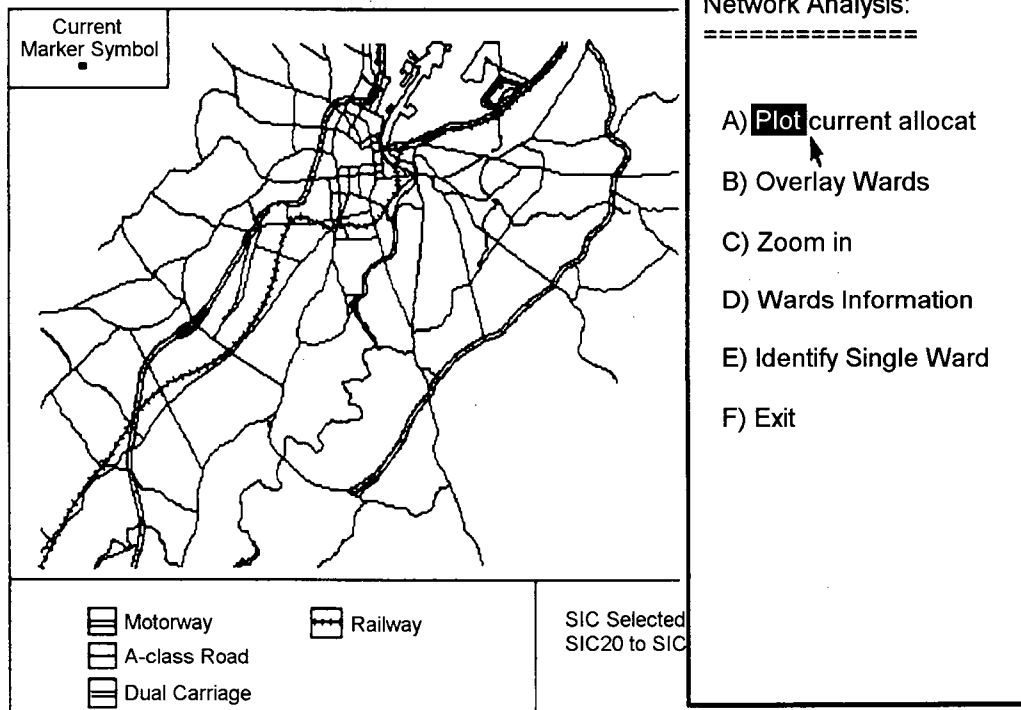 Current
Marker Symbol
Network Analysis:
==============
A) Plot current allocat
B) Overlay Wards
C) Zoom in
D) Wards Information
E) Identify Single Ward
F) Exit
Motorway
A-class Road
Dual Carriage
Railway
SIC Selected
SIC20 to SIC